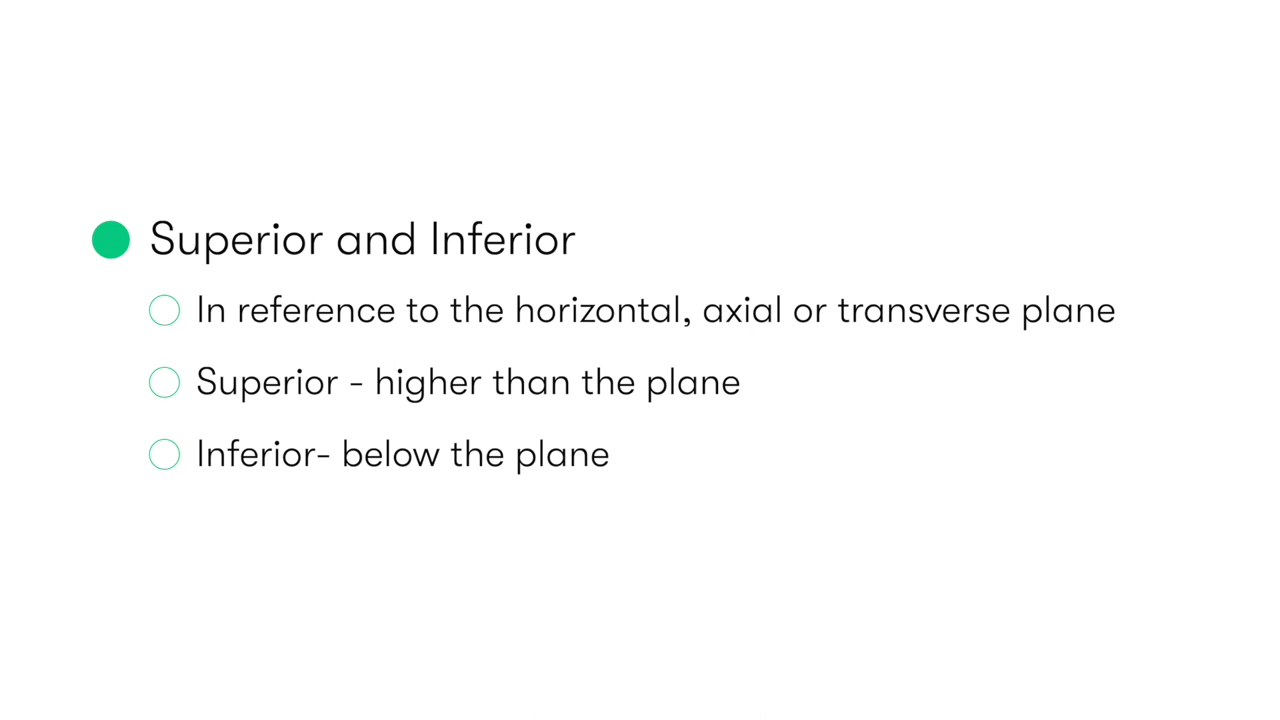 Superior and Inferior
In reference to the horizontal, axial or transverse plane
Superior - higher than the plane
Inferior- below the plane